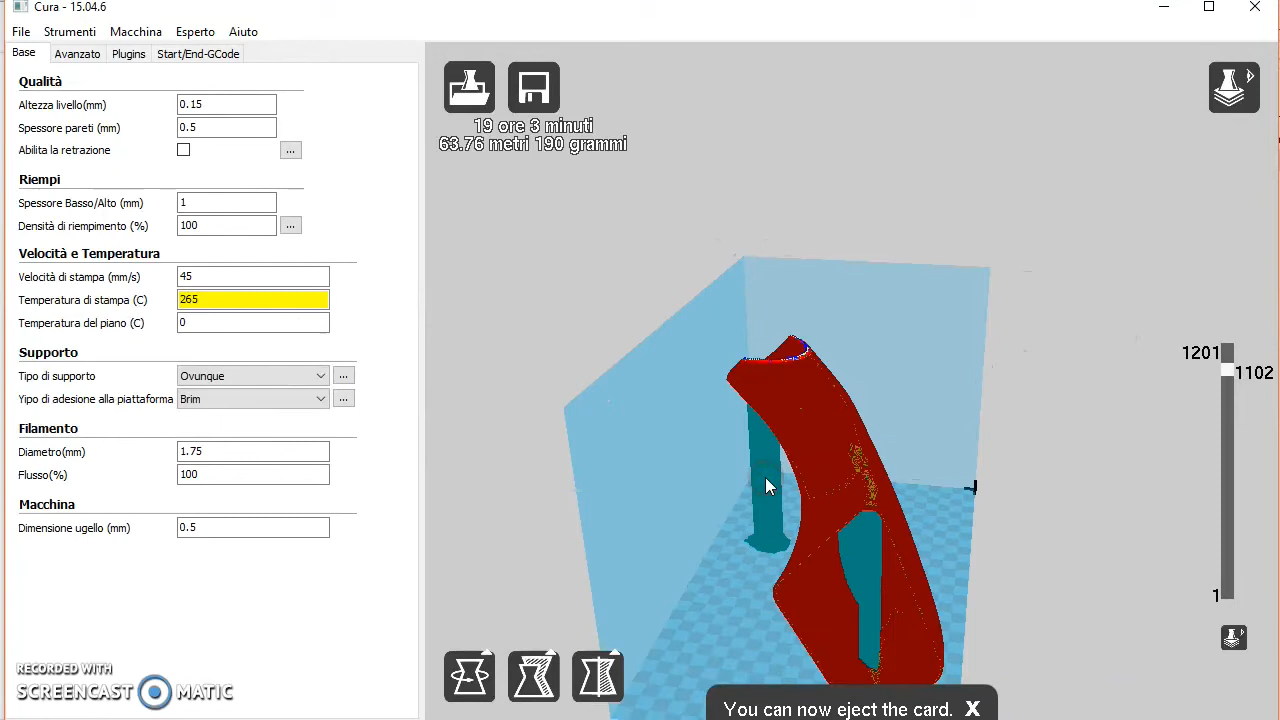 Cura - 15.04.6
File Strumenti Macchina Esperto Aiuto
Base Avanzato Plugins Start/End-GCode
Qualità
Altezza livello(mm) 0.15
Spessore pareti (mm) 0.5
Abilita la retrazione ...
Riempi
Spessore Basso/Alto (mm) 1
Densità di riempimento (%) 100 ...
Velocità e Temperatura
Velocità di stampa (mm/s) 45
Temperatura di stampa (C) 265
Temperatura del piano (C) 0
Supporto
Tipo di supporto Ovunque ...
Yipo di adesione alla piattaforma Brim ...
Filamento
Diametro(mm) 1.75
Flusso(%) 100
Macchina
Dimensione ugello (mm) 0.5
RECORDED WITH
SCREENCAST MATIC
19 ore 3 minuti
63.76 metri 190 grammi
1201
1102
1
You can now eject the card. X